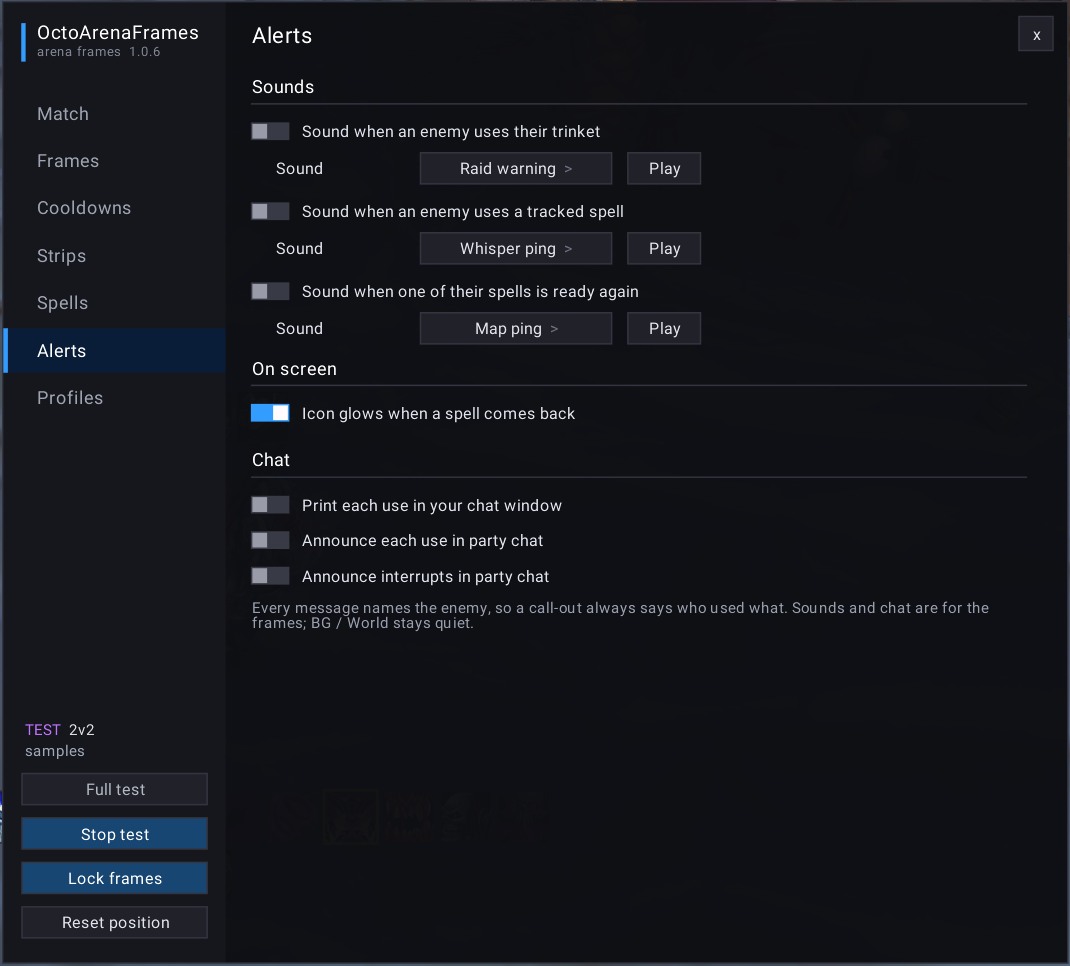 OctoArenaFrames
arena frames 1.0.6
Match
Frames
Cooldowns
Strips
Spells
Alerts
Profiles
TEST 2v2
samples
Full test
Stop test
Lock frames
Reset position
Alerts
x
Sounds
Sound when an enemy uses their trinket
Sound Raid warning > Play
Sound when an enemy uses a tracked spell
Sound Whisper ping > Play
Sound when one of their spells is ready again
Sound Map ping > Play
On screen
Icon glows when a spell comes back
Chat
Print each use in your chat window
Announce each use in party chat
Announce interrupts in party chat
Every message names the enemy, so a call-out always says who used what. Sounds and chat are for the
frames; BG / World stays quiet.